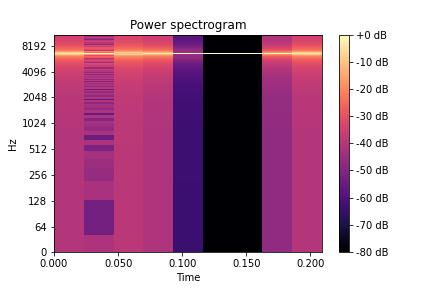 Power spectrogram
8192
4096
2048
1024
512
256
128
64
0
Hz
0.000 0.050 0.100 0.150 0.200
Time
+0 dB
-10 dB
-20 dB
-30 dB
-40 dB
-50 dB
-60 dB
-70 dB
-80 dB